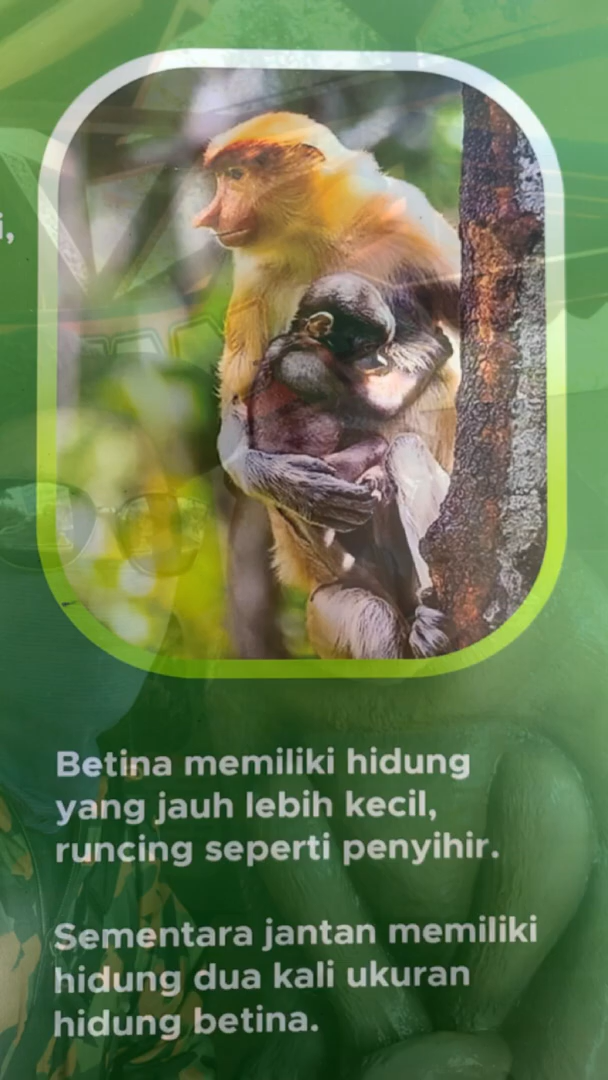 i,
Betina memiliki hidung
yang jauh lebih kecil,
runcing seperti penyihir.
Sementara jantan memiliki
hidung dua kali ukuran
hidung betina.